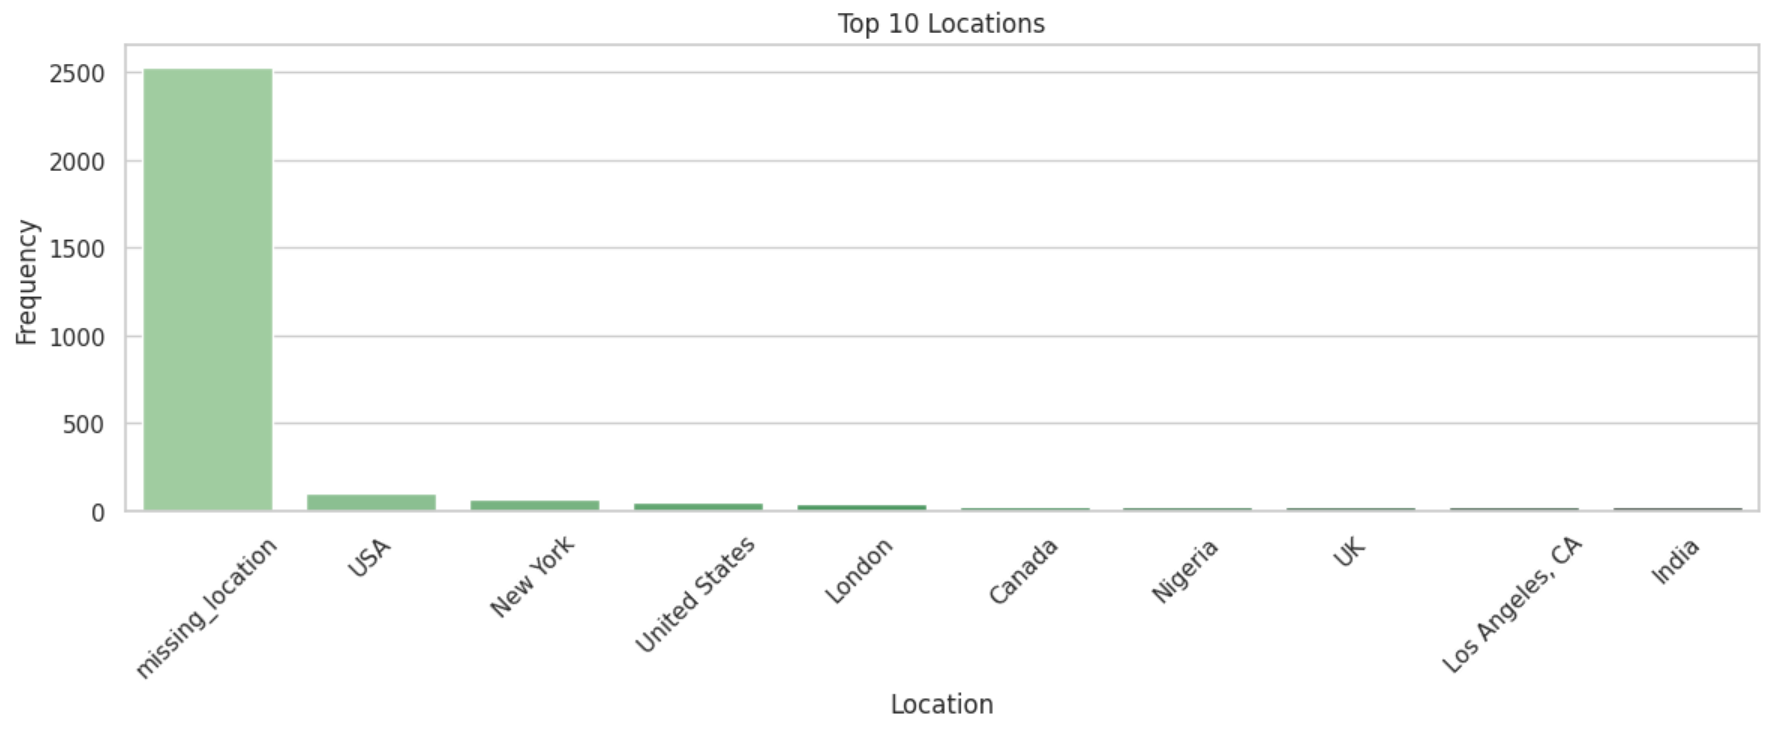 Top 10 Locations
Frequency
2500
2000
1500
1000
500
0
missing_location
USA
New York
United States
London
Canada
Nigeria
UK
Los Angeles, CA
India
Location